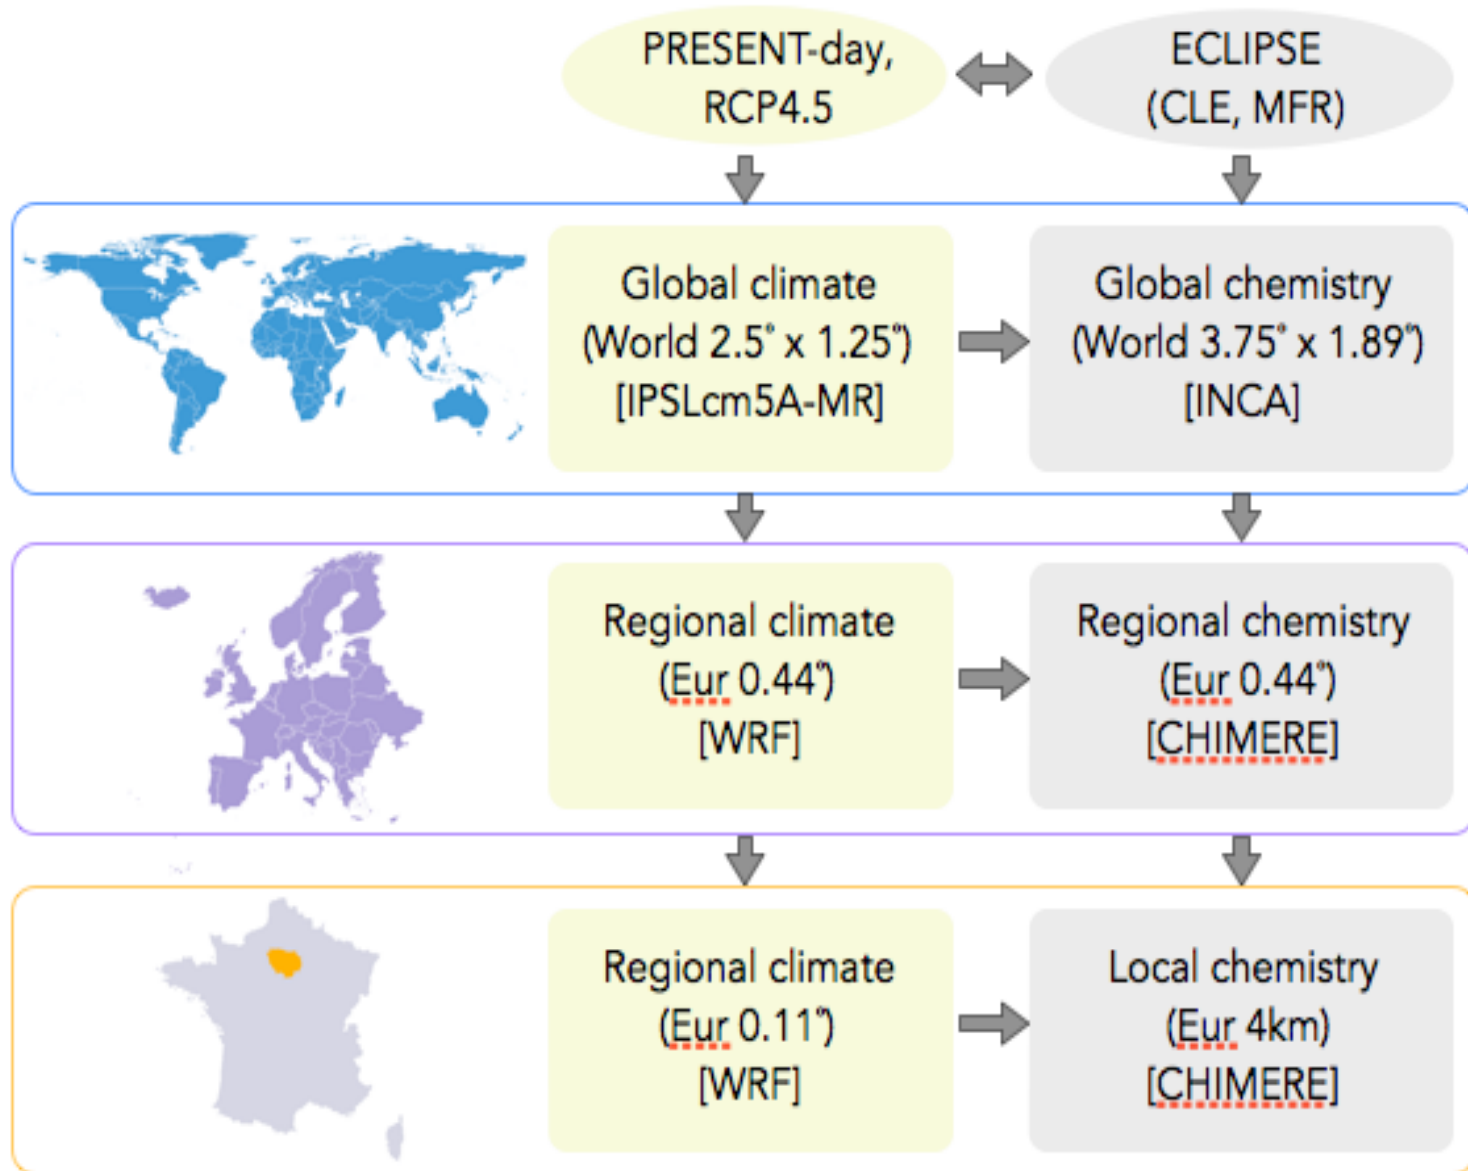 PRESENT-day,
RCP4.5
ECLIPSE
(CLE, MFR)
Global climate
(World 2.5° x 1.25°)
[IPSLcm5A-MR]
Global chemistry
(World 3.75° x 1.89°)
[INCA]
Regional climate
(Eur 0.44°)
[WRF]
Regional chemistry
(Eur 0.44°)
[CHIMERE]
Regional climate
(Eur 0.11°)
[WRF]
Local chemistry
(Eur 4km)
[CHIMERE]